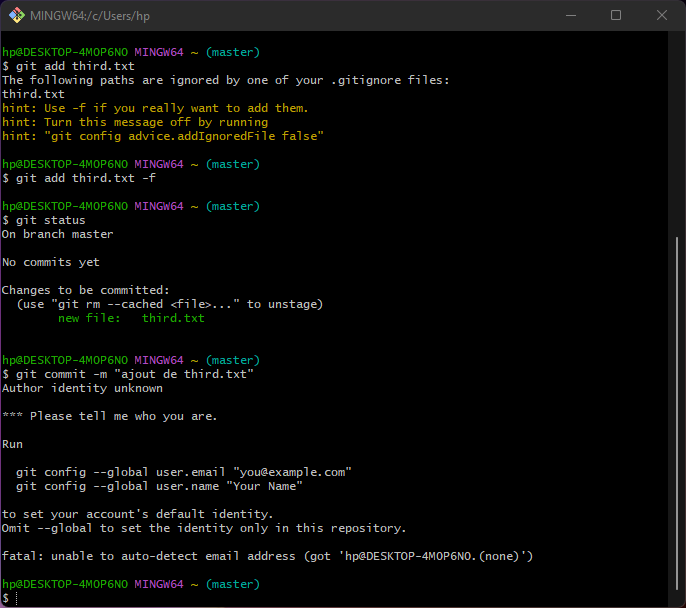 MINGW64:/c/Users/hp
hp@DESKTOP-4MOP6NO MINGW64 ~ (master)
$ git add third.txt
The following paths are ignored by one of your .gitignore files:
third.txt
hint: Use -f if you really want to add them.
hint: Turn this message off by running
hint: "git config advice.addIgnoredFile false"
hp@DESKTOP-4MOP6NO MINGW64 ~ (master)
$ git add third.txt -f
hp@DESKTOP-4MOP6NO MINGW64 ~ (master)
$ git status
On branch master
No commits yet
Changes to be committed:
  (use "git rm --cached <file>..." to unstage)
        new file:   third.txt
hp@DESKTOP-4MOP6NO MINGW64 ~ (master)
$ git commit -m "ajout de third.txt"
Author identity unknown
*** Please tell me who you are.
Run
  git config --global user.email "you@example.com"
  git config --global user.name "Your Name"
to set your account's default identity.
Omit --global to set the identity only in this repository.
fatal: unable to auto-detect email address (got 'hp@DESKTOP-4MOP6NO.(none)')
hp@DESKTOP-4MOP6NO MINGW64 ~ (master)
$